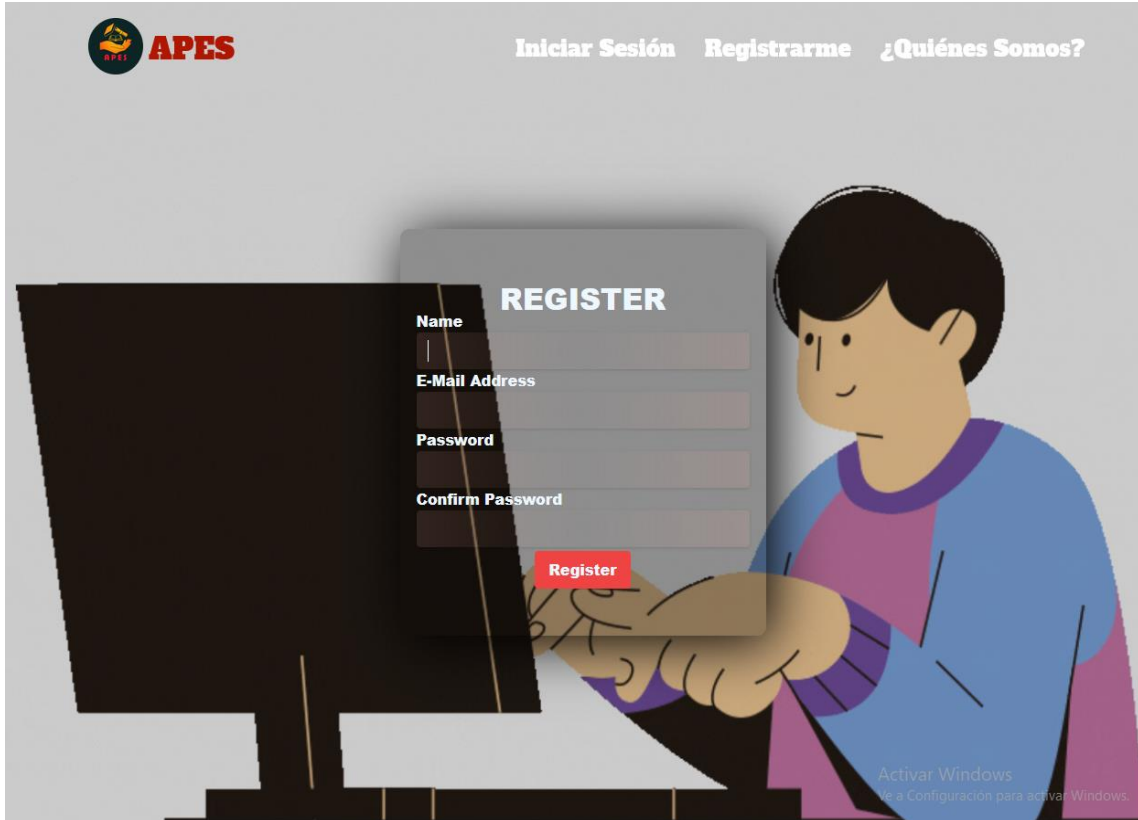 APES
APES
Iniciar Sesión Registrarme ¿Quiénes Somos?
REGISTER
Name
E-Mail Address
Password
Confirm Password
Register
Activar Windows
Ve a Configuración para activar Windows.